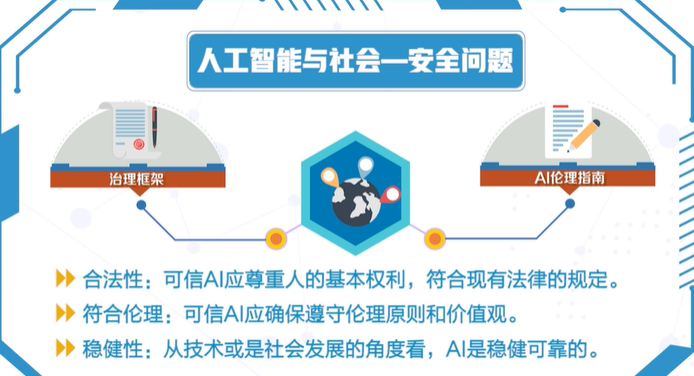 人工智能与社会—安全问题
治理框架
AI伦理指南
合法性：可信AI应尊重人的基本权利，符合现有法律的规定。
符合伦理：可信AI应确保遵守伦理原则和价值观。
稳健性：从技术或是社会发展的角度看，AI是稳健可靠的。